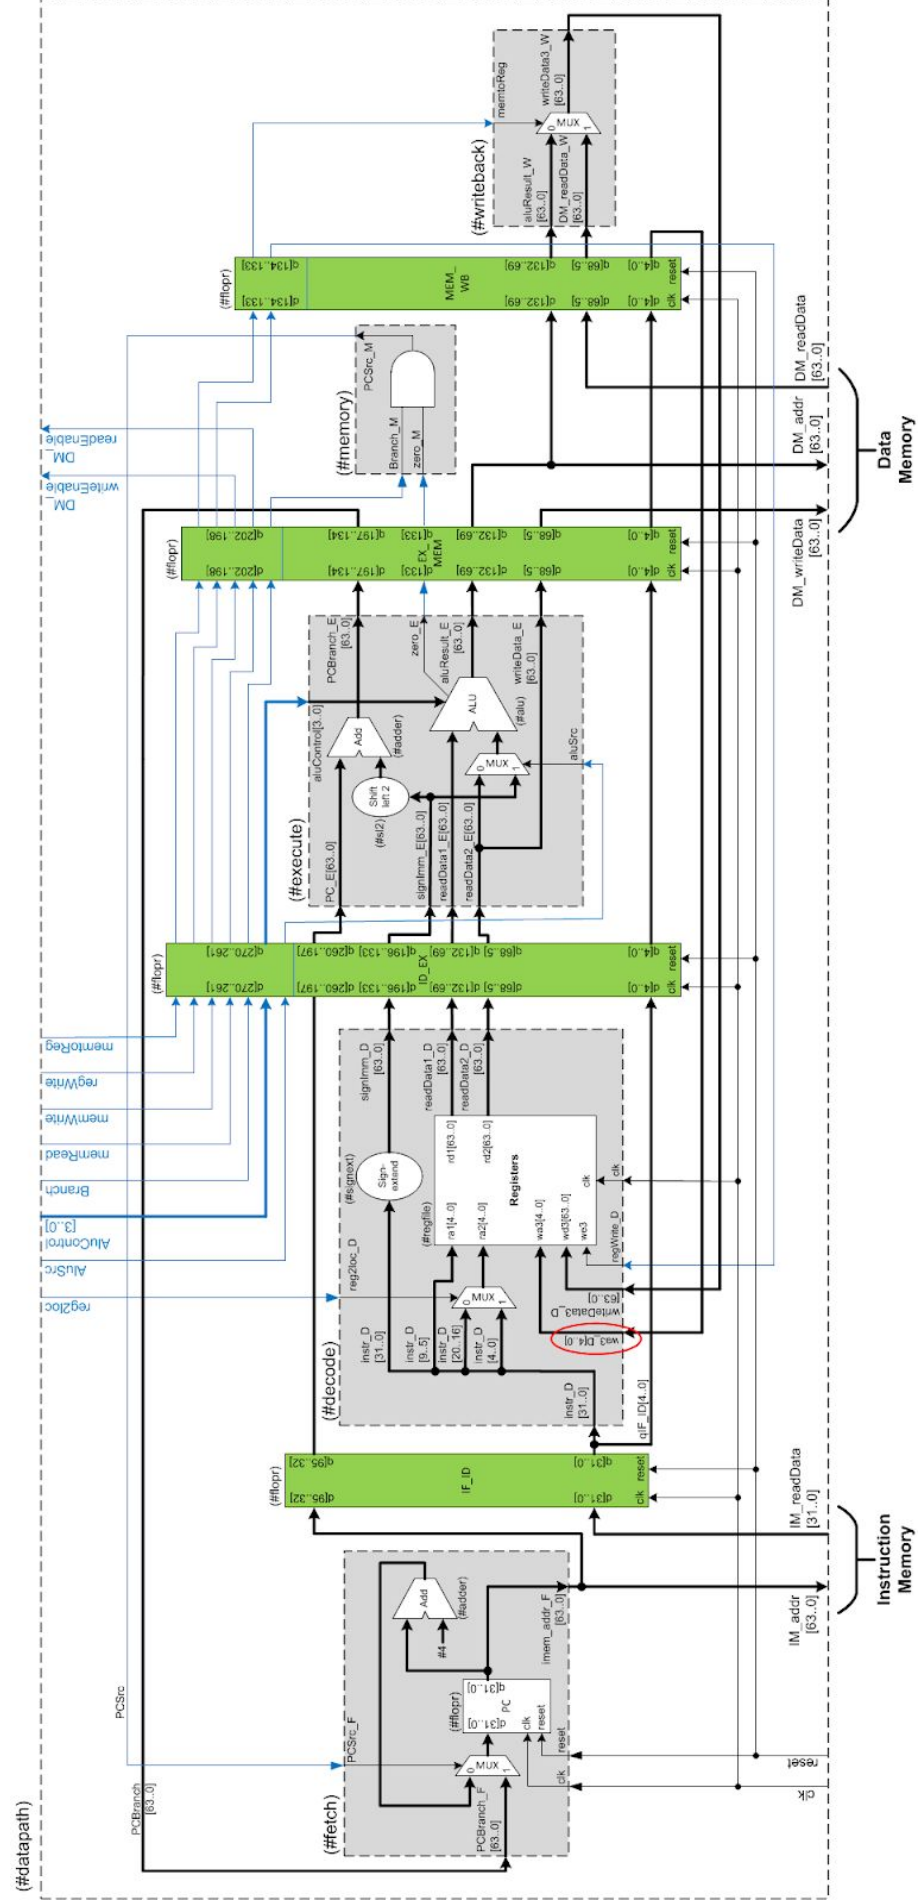 (#datapath)
PCSrc
PCBranch
[63..0]
(#fetch)
PCSrc_F
PCBranch_F
[63..0]
MUX
0
1
(#flopr)
d[31..0]
q[31..0]
PC
clk
reset
clk
reset
#4
Add
(#adder)
imem_addr_F
[63..0]
clk
reset
IM_addr
[63..0]
IM_readData
[31..0]
Instruction
Memory
(#flopr)
d[95..32]
q[95..32]
IF_ID
d[31..0]
q[31..0]
clk
reset
qIF_ID[4..0]
(#decode)
instr_D
[31..0]
reg2loc_D
instr_D
[31..0]
instr_D
[9..5]
instr_D
[20..16]
instr_D
[4..0]
MUX
0
1
wa3_D[4..0]
writeData3_D
[63..0]
regWrite_D
clk
(#signext)
Sign-
extend
(#regfile)
ra1[4..0]
ra2[4..0]
Registers
rd1[63..0]
rd2[63..0]
wa3[4..0]
wd3[63..0]
we3
clk
signImm_D
[63..0]
readData1_D
[63..0]
readData2_D
[63..0]
reg2loc
AluSrc
AluControl
[3..0]
Branch
memRead
memWrite
regWrite
memtoReg
(#flopr)
d[270..261]
q[270..261]
d[260..197]
q[260..197]
ID_EX
d[196..133]
q[196..133]
d[132..69]
q[132..69]
d[68..5]
q[68..5]
d[4..0]
q[4..0]
clk
reset
(#execute)
PC_E[63..0]
signImm_E[63..0]
readData1_E[63..0]
readData2_E[63..0]
aluControl[3..0]
(#sl2)
Shift
left 2
Add
(#adder)
MUX
0
1
ALU
(#alu)
aluSrc
PCBranch_E
[63..0]
zero_E
aluResult_E
[63..0]
writeData_E
[63..0]
(#flopr)
d[202..198]
q[202..198]
d[197..134]
q[197..134]
d[133]
q[133]
EX_
MEM
d[132..69]
q[132..69]
d[68..5]
q[68..5]
d[4..0]
q[4..0]
clk
reset
DM_
writeEnable
DM_
readEnable
(#memory)
Branch_M
zero_M
PCSrc_M
DM_writeData
[63..0]
DM_addr
[63..0]
DM_readData
[63..0]
Data
Memory
(#flopr)
d[134..133]
q[134..133]
MEM_
WB
d[132..69]
q[132..69]
d[68..5]
q[68..5]
d[4..0]
q[4..0]
clk
reset
(#writeback)
memtoReg
aluResult_W
[63..0]
DM_readData_W
[63..0]
MUX
0
1
writeData3_W
[63..0]